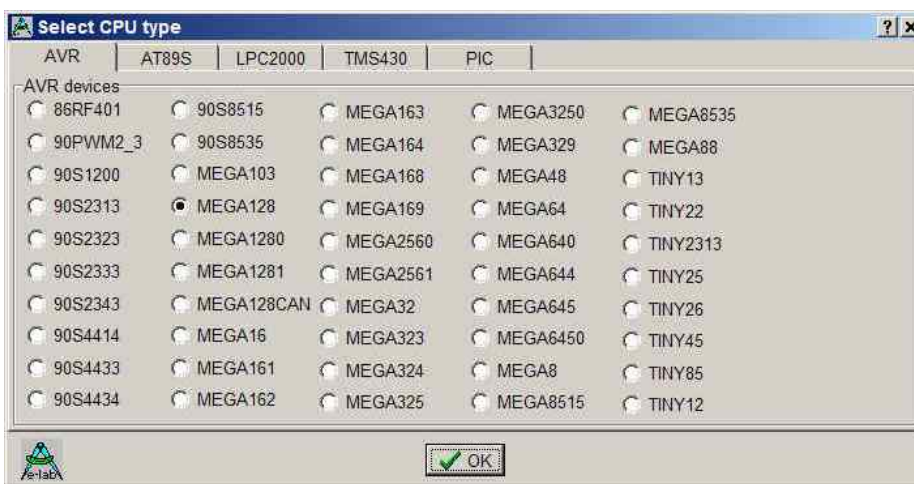 Select CPU type
AVR AT89S LPC2000 TMS430 PIC
AVR devices
86RF401 90S8515 MEGA163 MEGA3250 MEGA8535
90PWM2_3 90S8535 MEGA164 MEGA329 MEGA88
90S1200 MEGA103 MEGA168 MEGA48 TINY13
90S2313 MEGA128 MEGA169 MEGA64 TINY22
90S2323 MEGA1280 MEGA2560 MEGA640 TINY2313
90S2333 MEGA1281 MEGA2561 MEGA644 TINY25
90S2343 MEGA128CAN MEGA32 MEGA645 TINY26
90S4414 MEGA16 MEGA323 MEGA6450 TINY45
90S4433 MEGA161 MEGA324 MEGA8 TINY85
90S4434 MEGA162 MEGA325 MEGA8515 TINY12
e-lab
OK